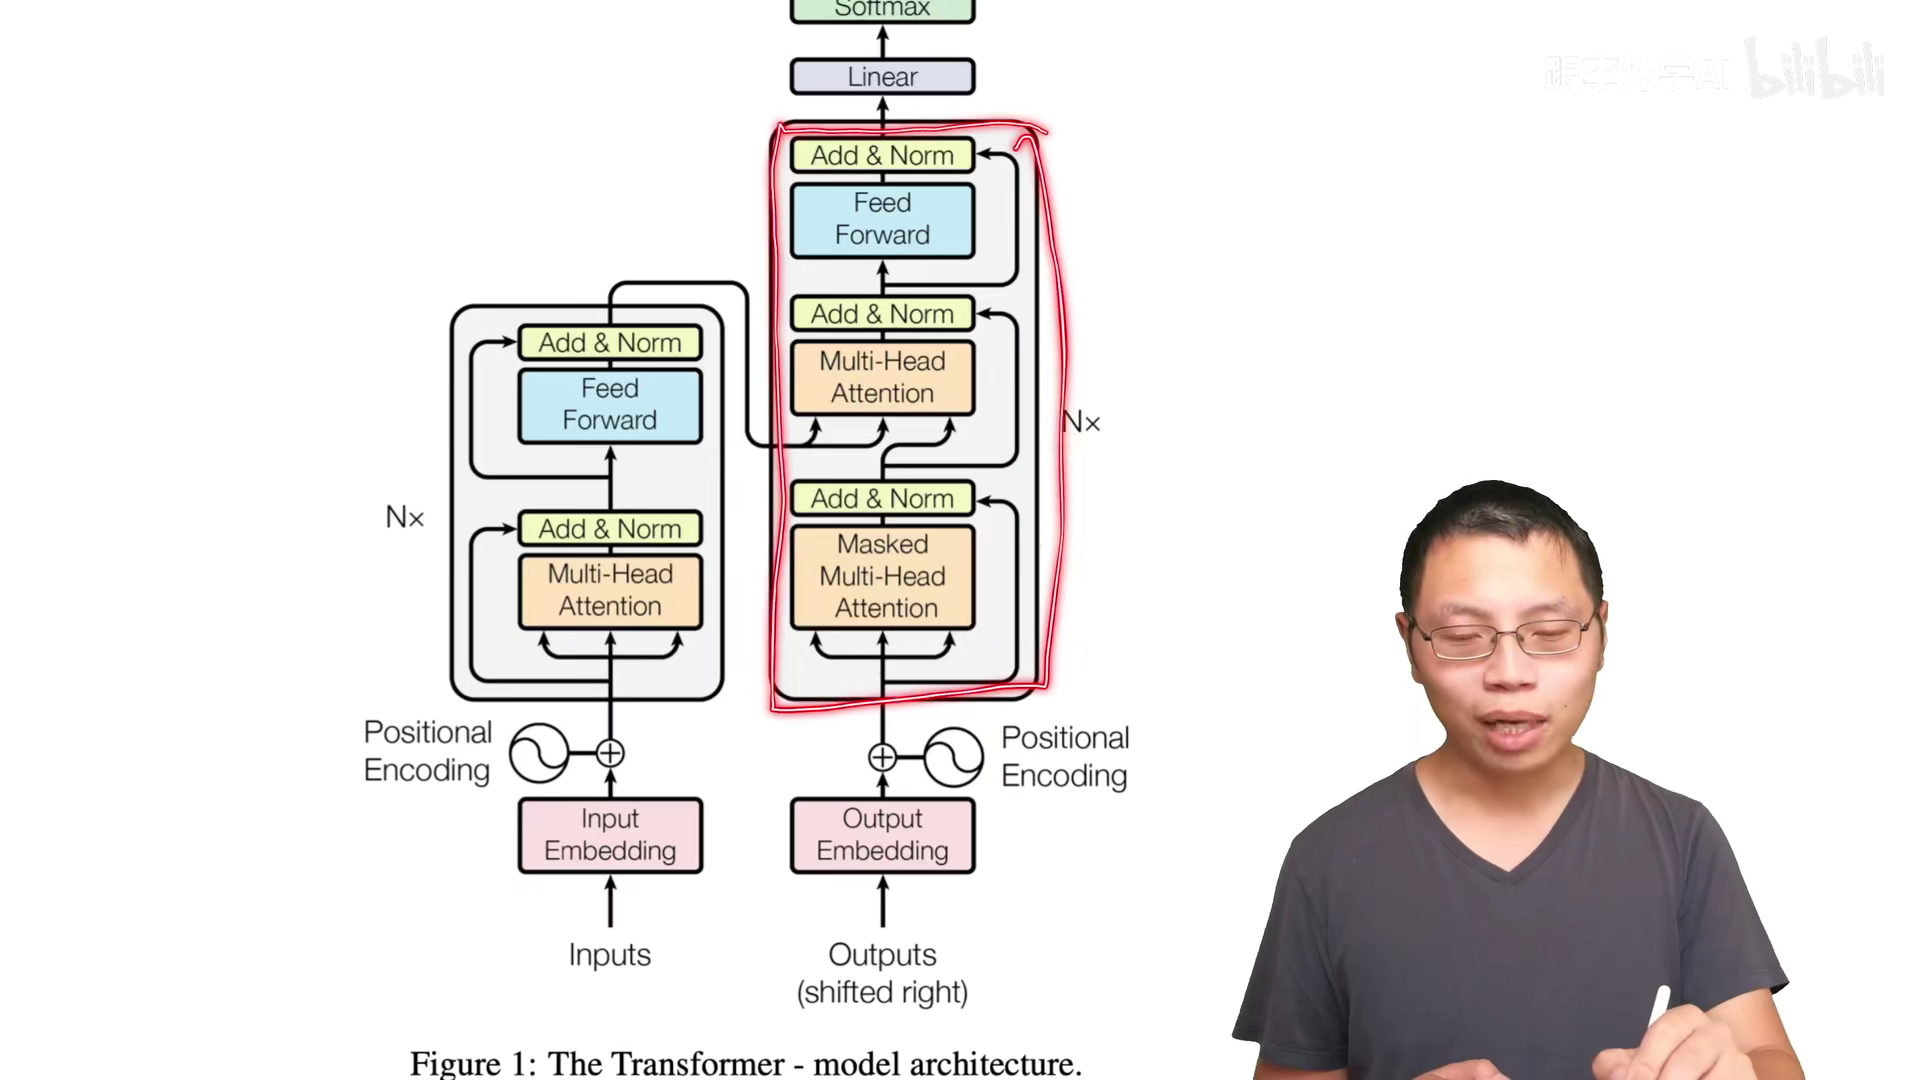 Softmax
Linear
Add & Norm
Feed
Forward
Add & Norm
Multi-Head
Attention
Nx
Add & Norm
Masked
Multi-Head
Attention
Add & Norm
Feed
Forward
Nx
Add & Norm
Multi-Head
Attention
Positional
Encoding
Positional
Encoding
Input
Embedding
Output
Embedding
Inputs
Outputs
(shifted right)
Figure 1: The Transformer - model architecture.
bilibili